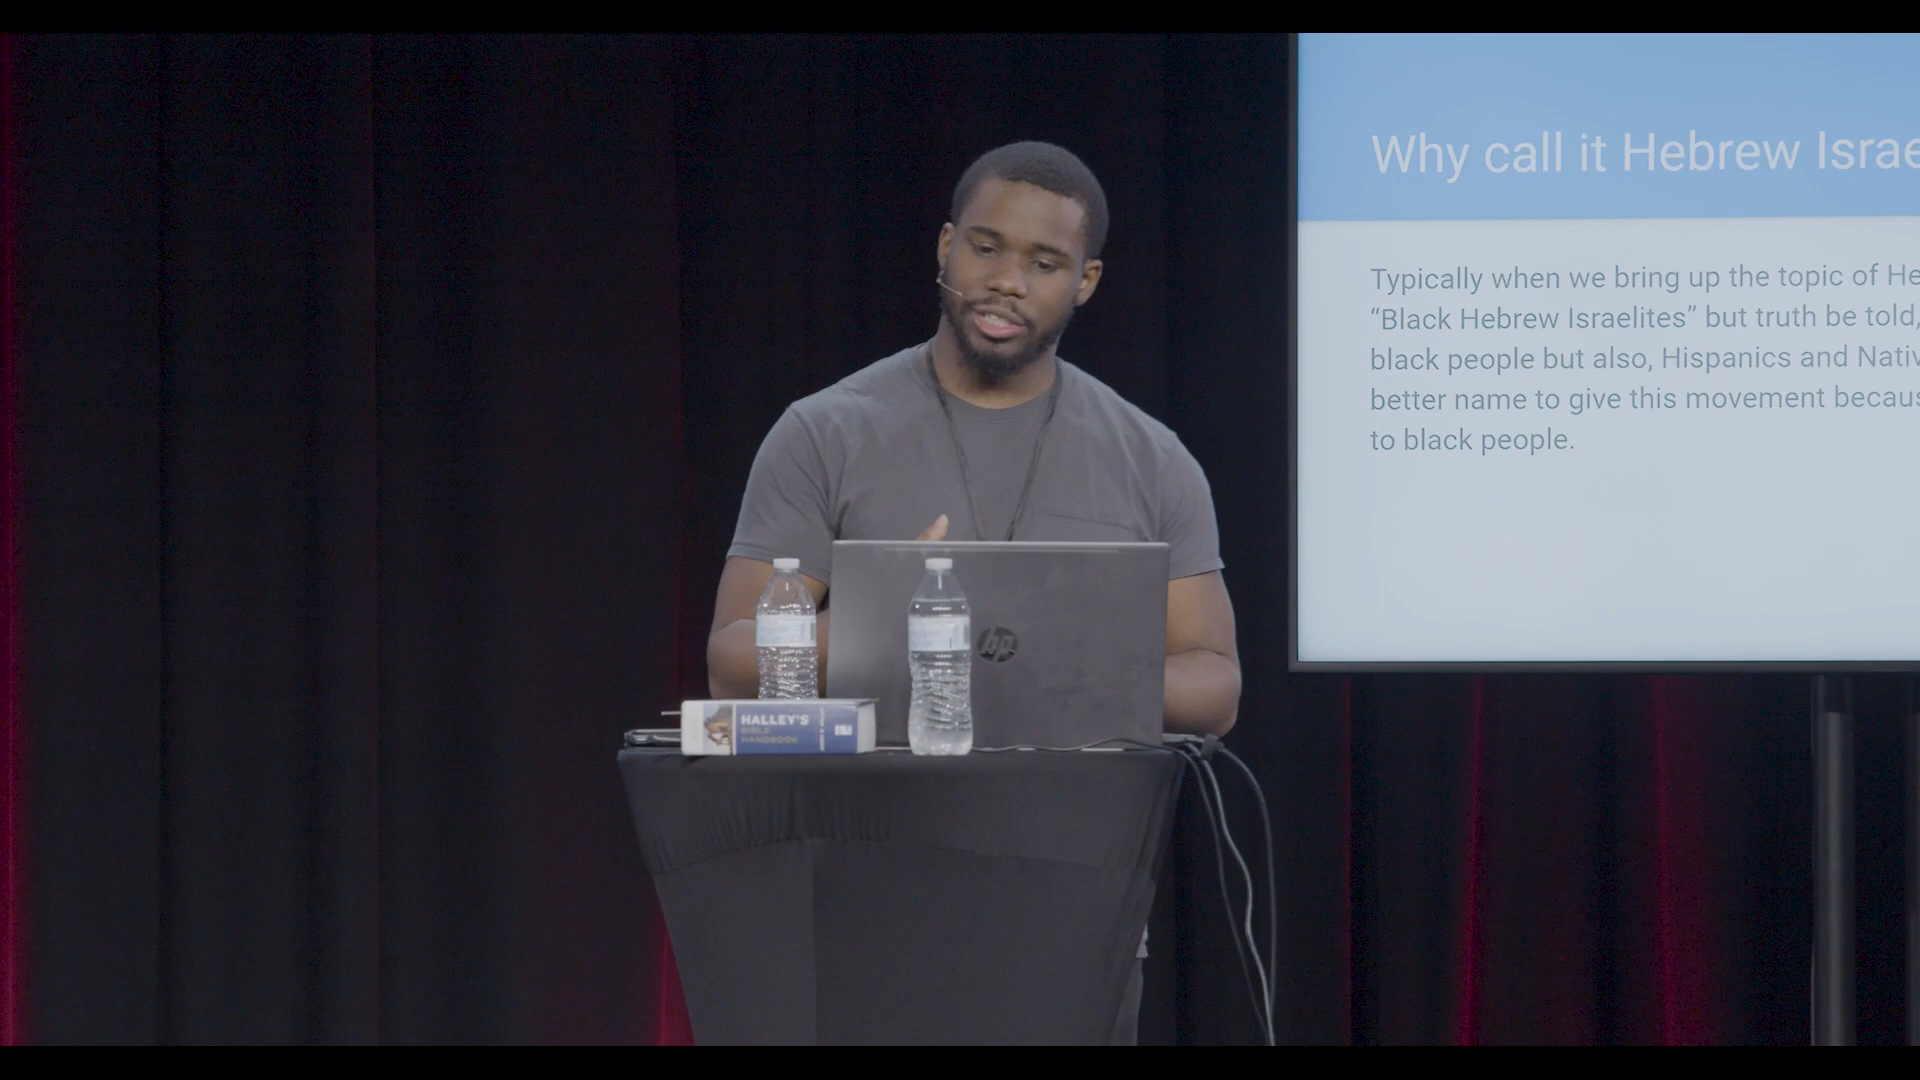 Why call it Hebrew Israe
Typically when we bring up the topic of He
“Black Hebrew Israelites” but truth be told,
black people but also, Hispanics and Nativ
better name to give this movement becaus
to black people.
hp
HALLEY'S
BIBLE
HANDBOOK